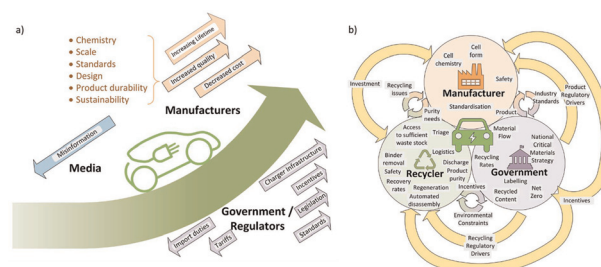 a)
• Chemistry
• Scale
• Standards
• Design
• Product durability
• Sustainability
Increasing Lifetime
Increased quality
Decreased cost
Manufacturers
Misinformation
Media
Charger infrastructure
Incentives
Legislation
Standards
Government /
Regulators
Import duties
Tariffs
b)
Cell
form
Cell
chemistry
Manufacturer
Safety
Standardisation
Investment
Recycling
Issues
Purity
needs
Product
Industry
Standards
Product
Regulatory
Drivers
Access
to sufficient
waste stock
Triage
Logistics
Binder
removal
Safety
Recycler
Discharge
Product
purity
Recovery
rates
Regeneration
Automated
disassembly
Material
Flow
National
Critical
Materials
Strategy
Recycling
Rates
Government
Labelling
Recycled
Content
Net
Zero
Incentives
Environmental
Constraints
Incentives
Recycling
Regulatory
Drivers